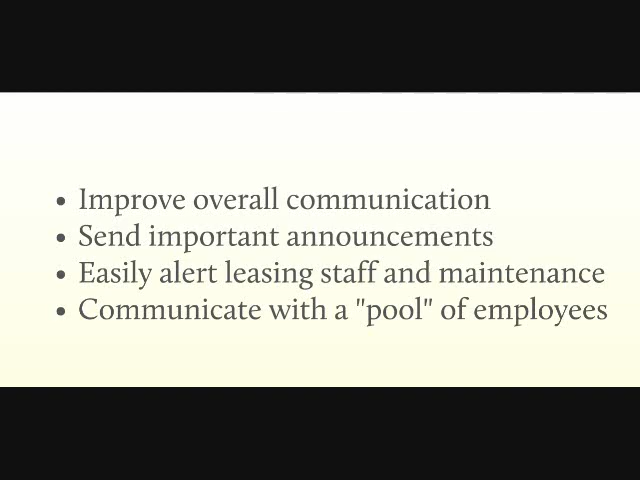 • Improve overall communication
• Send important announcements
• Easily alert leasing staff and maintenance
• Communicate with a "pool" of employees